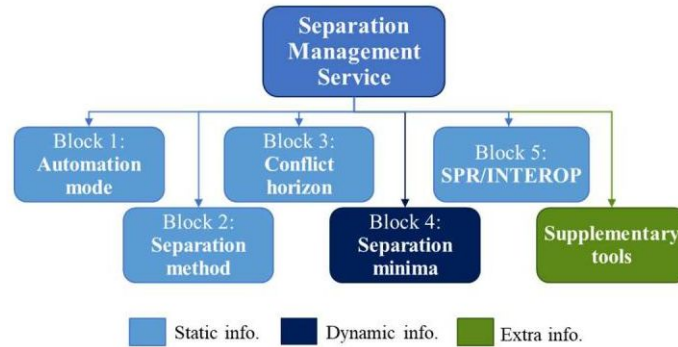 Separation
Management
Service
Block 1:
Automation
mode
Block 3:
Conflict
horizon
Block 5:
SPR/INTEROP
Block 2:
Separation
method
Block 4:
Separation
minima
Supplementary
tools
Static info.
Dynamic info.
Extra info.